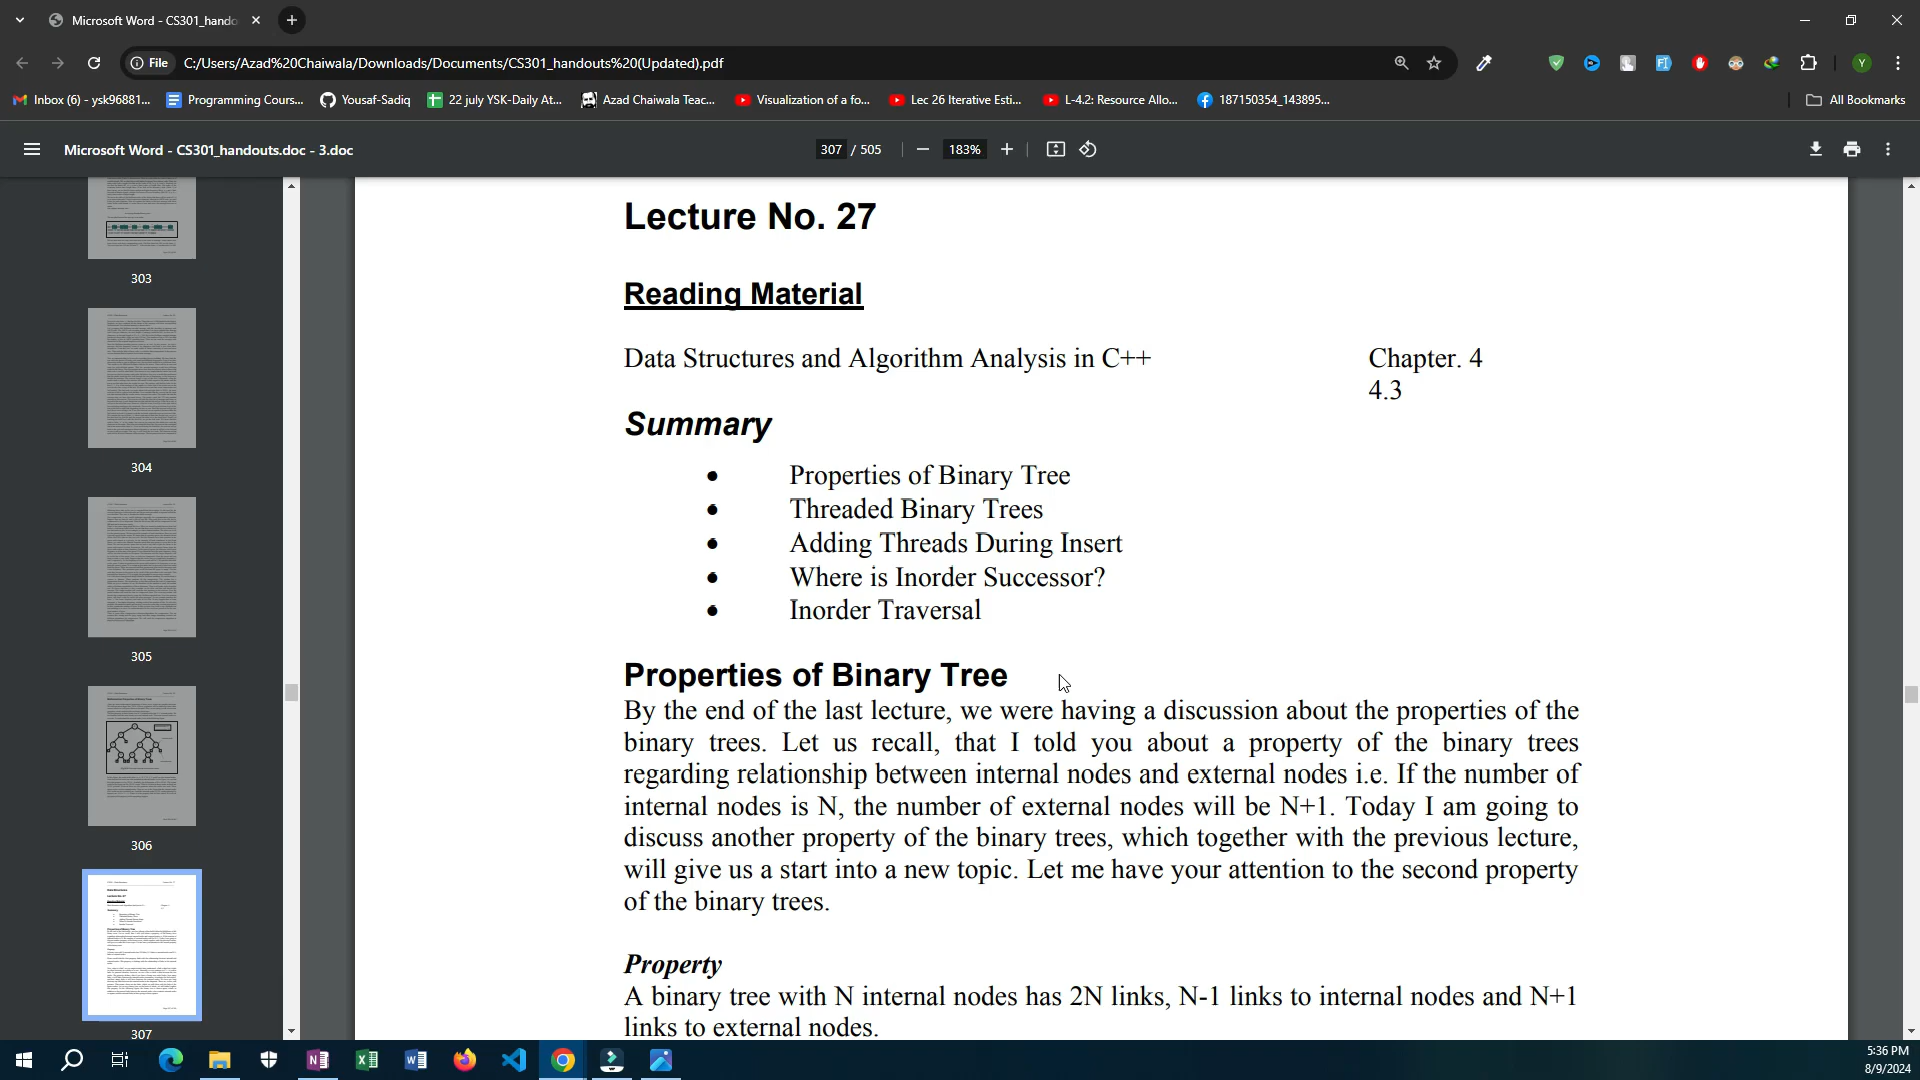 Microsoft Word - CS301_hando
File
C:/Users/Azad%20Chaiwala/Downloads/Documents/CS301_handouts%20(Updated).pdf
Y
Inbox (6) - ysk96881...
Programming Cours...
Yousaf-Sadiq
22 july YSK-Daily At...
Azad Chaiwala Teac...
Visualization of a fo...
Lec 26 Iterative Esti...
L-4.2: Resource Allo...
187150354_143895...
All Bookmarks
Microsoft Word - CS301_handouts.doc - 3.doc
307 / 505
183%
303
304
305
306
307
Lecture No. 27
Reading Material
Data Structures and Algorithm Analysis in C++ Chapter. 4
4.3
Summary
• Properties of Binary Tree
• Threaded Binary Trees
• Adding Threads During Insert
• Where is Inorder Successor?
• Inorder Traversal
Properties of Binary Tree
By the end of the last lecture, we were having a discussion about the properties of the
binary trees. Let us recall, that I told you about a property of the binary trees
regarding relationship between internal nodes and external nodes i.e. If the number of
internal nodes is N, the number of external nodes will be N+1. Today I am going to
discuss another property of the binary trees, which together with the previous lecture,
will give us a start into a new topic. Let me have your attention to the second property
of the binary trees.
Property
A binary tree with N internal nodes has 2N links, N-1 links to internal nodes and N+1
links to external nodes.
5:36 PM
8/9/2024